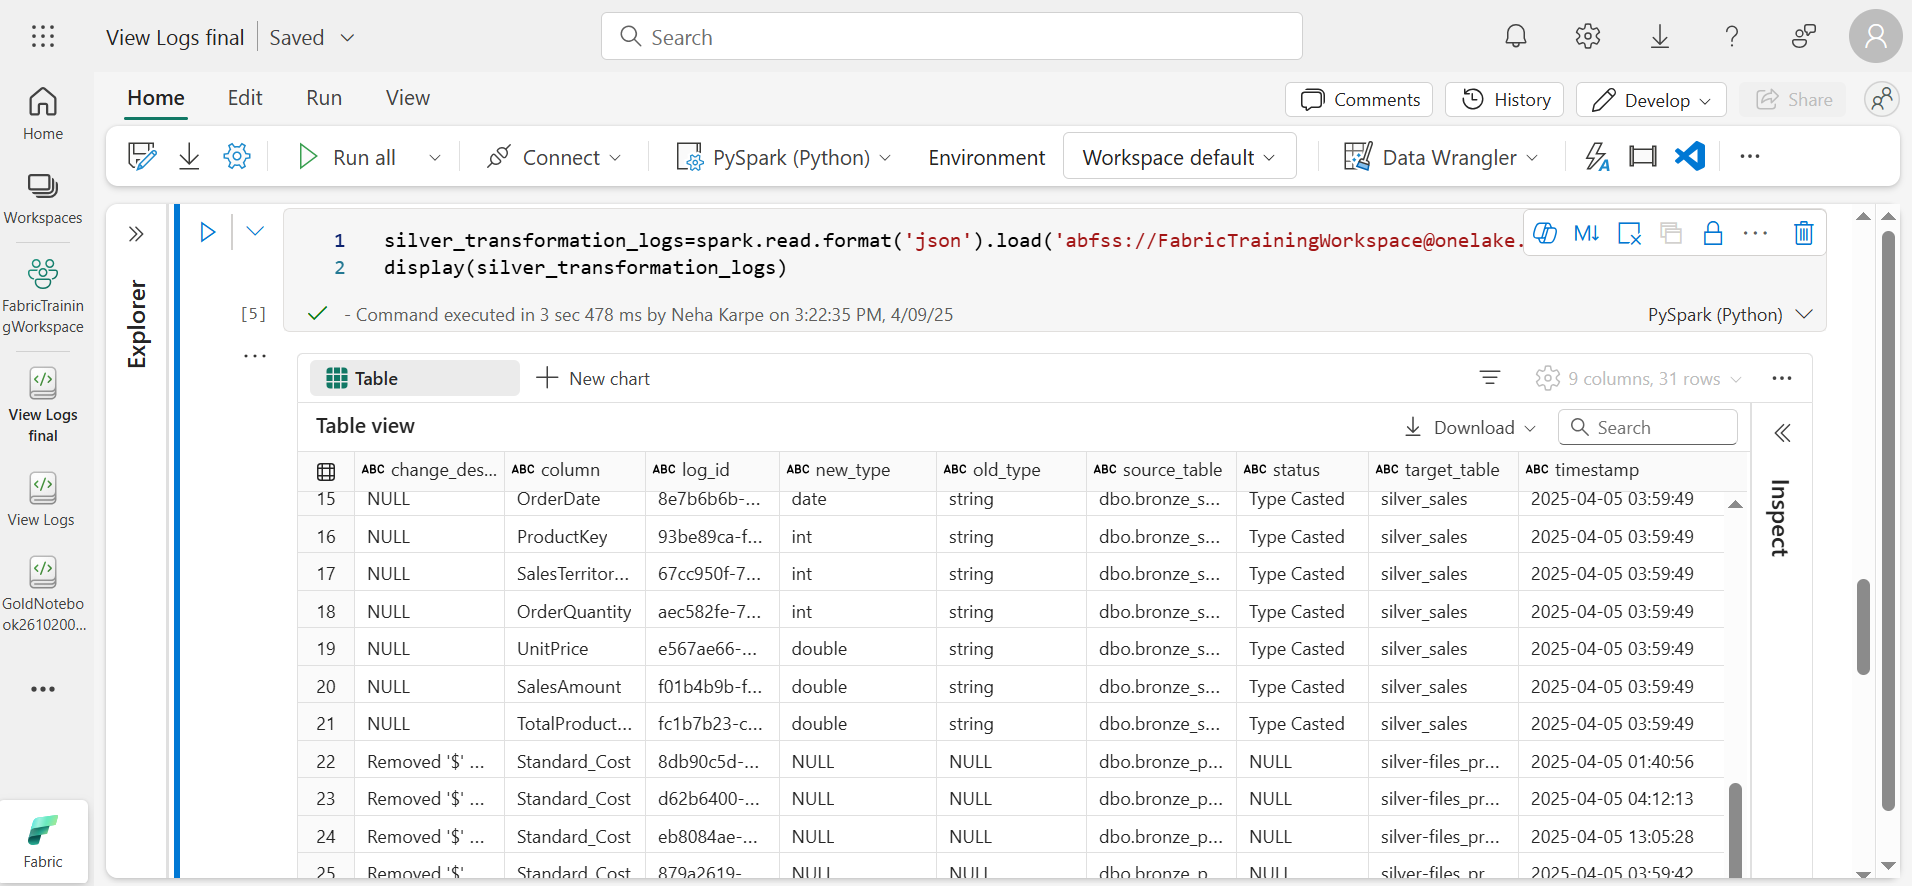 View Logs final
Saved
Search
Home
Edit
Run
View
Comments
History
Develop
Share
Run all
Connect
PySpark (Python)
Environment
Workspace default
Data Wrangler
Home
Workspaces
FabricTrainin
gWorkspace
View Logs
final
View Logs
GoldNotebo
ok2610200...
Fabric
Explorer
1 silver_transformation_logs=spark.read.format('json').load('abfss://FabricTrainingWorkspace@onelake.
2 display(silver_transformation_logs)
M↓
[5] - Command executed in 3 sec 478 ms by Neha Karpe on 3:22:35 PM, 4/09/25
PySpark (Python)
Table
New chart
9 columns, 31 rows
Table view
Download
Search
Inspect
ABC change_des... ABC column ABC log_id ABC new_type ABC old_type ABC source_table ABC status ABC target_table ABC timestamp
15 NULL OrderDate 8e7b6b6b-... date string dbo.bronze_s... Type Casted silver_sales 2025-04-05 03:59:49
16 NULL ProductKey 93be89ca-f... int string dbo.bronze_s... Type Casted silver_sales 2025-04-05 03:59:49
17 NULL SalesTerritor... 67cc950f-7... int string dbo.bronze_s... Type Casted silver_sales 2025-04-05 03:59:49
18 NULL OrderQuantity aec582fe-7... int string dbo.bronze_s... Type Casted silver_sales 2025-04-05 03:59:49
19 NULL UnitPrice e567ae66-... double string dbo.bronze_s... Type Casted silver_sales 2025-04-05 03:59:49
20 NULL SalesAmount f01b4b9b-f... double string dbo.bronze_s... Type Casted silver_sales 2025-04-05 03:59:49
21 NULL TotalProduct... fc1b7b23-c... double string dbo.bronze_s... Type Casted silver_sales 2025-04-05 03:59:49
22 Removed '$' ... Standard_Cost 8db90c5d-... NULL NULL dbo.bronze_p... NULL silver-files_pr... 2025-04-05 01:40:56
23 Removed '$' ... Standard_Cost d62b6400-... NULL NULL dbo.bronze_p... NULL silver-files_pr... 2025-04-05 04:12:13
24 Removed '$' ... Standard_Cost eb8084ae-... NULL NULL dbo.bronze_p... NULL silver-files_pr... 2025-04-05 13:05:28
25 Removed '$' Standard_Cost 879a2619-... NULL NULL dbo.bronze_p... NULL silver-files_pr... 2025-04-05 03:59:42